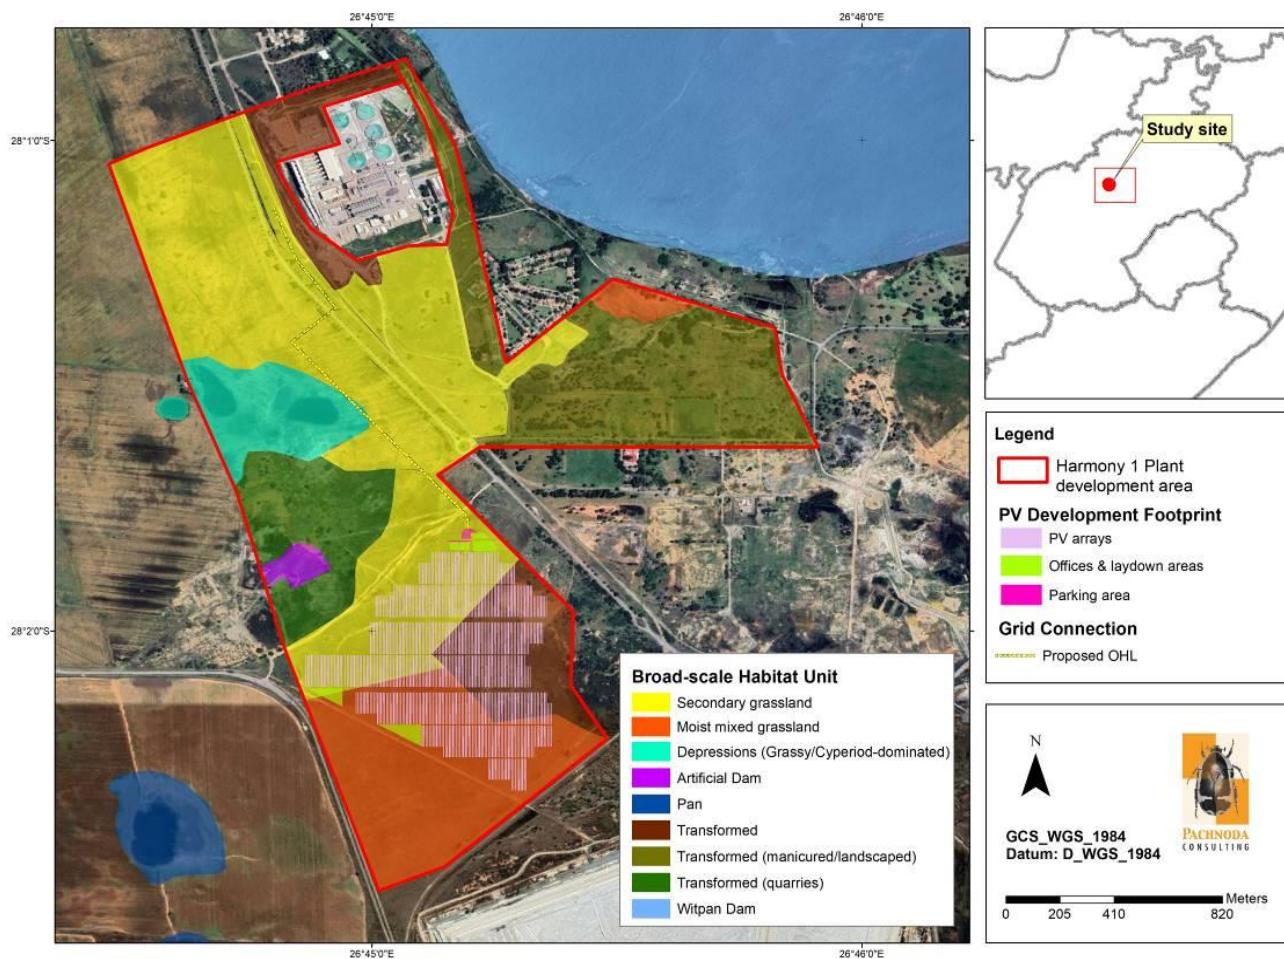 26°45'0"E
26°46'0"E
28°1'0"S
28°2'0"S
26°45'0"E
26°46'0"E
Broad-scale Habitat Unit
Secondary grassland
Moist mixed grassland
Depressions (Grassy/Cyperiod-dominated)
Artificial Dam
Pan
Transformed
Transformed (manicured/landscaped)
Transformed (quarries)
Witpan Dam
Study site
Legend
Harmony 1 Plant
development area
PV Development Footprint
PV arrays
Offices & laydown areas
Parking area
Grid Connection
Proposed OHL
N
PACHNODA
CONSULTING
GCS_WGS_1984
Datum: D_WGS_1984
Meters
0 205 410 820